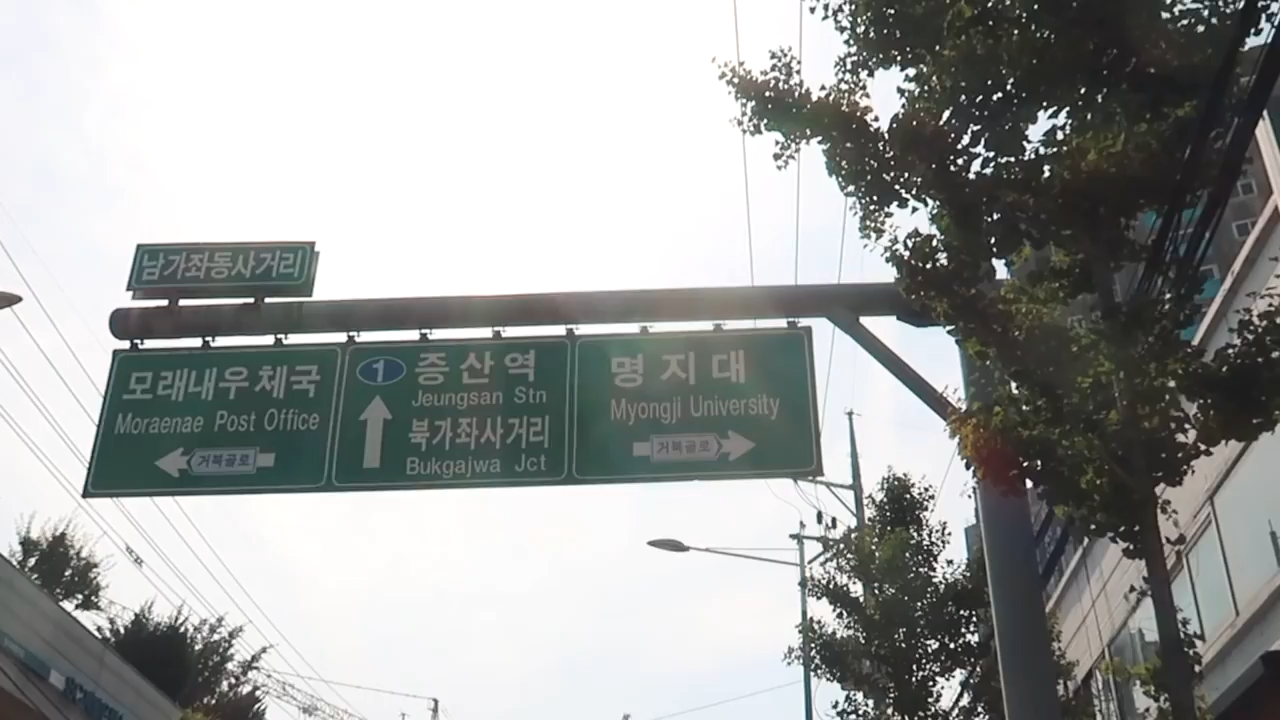 남가좌동사거리
모래내우체국
Moraenae Post Office
거북골로
1 증산역
Jeungsan Stn
북가좌사거리
Bukgajwa Jct
명지대
Myongji University
거북골로